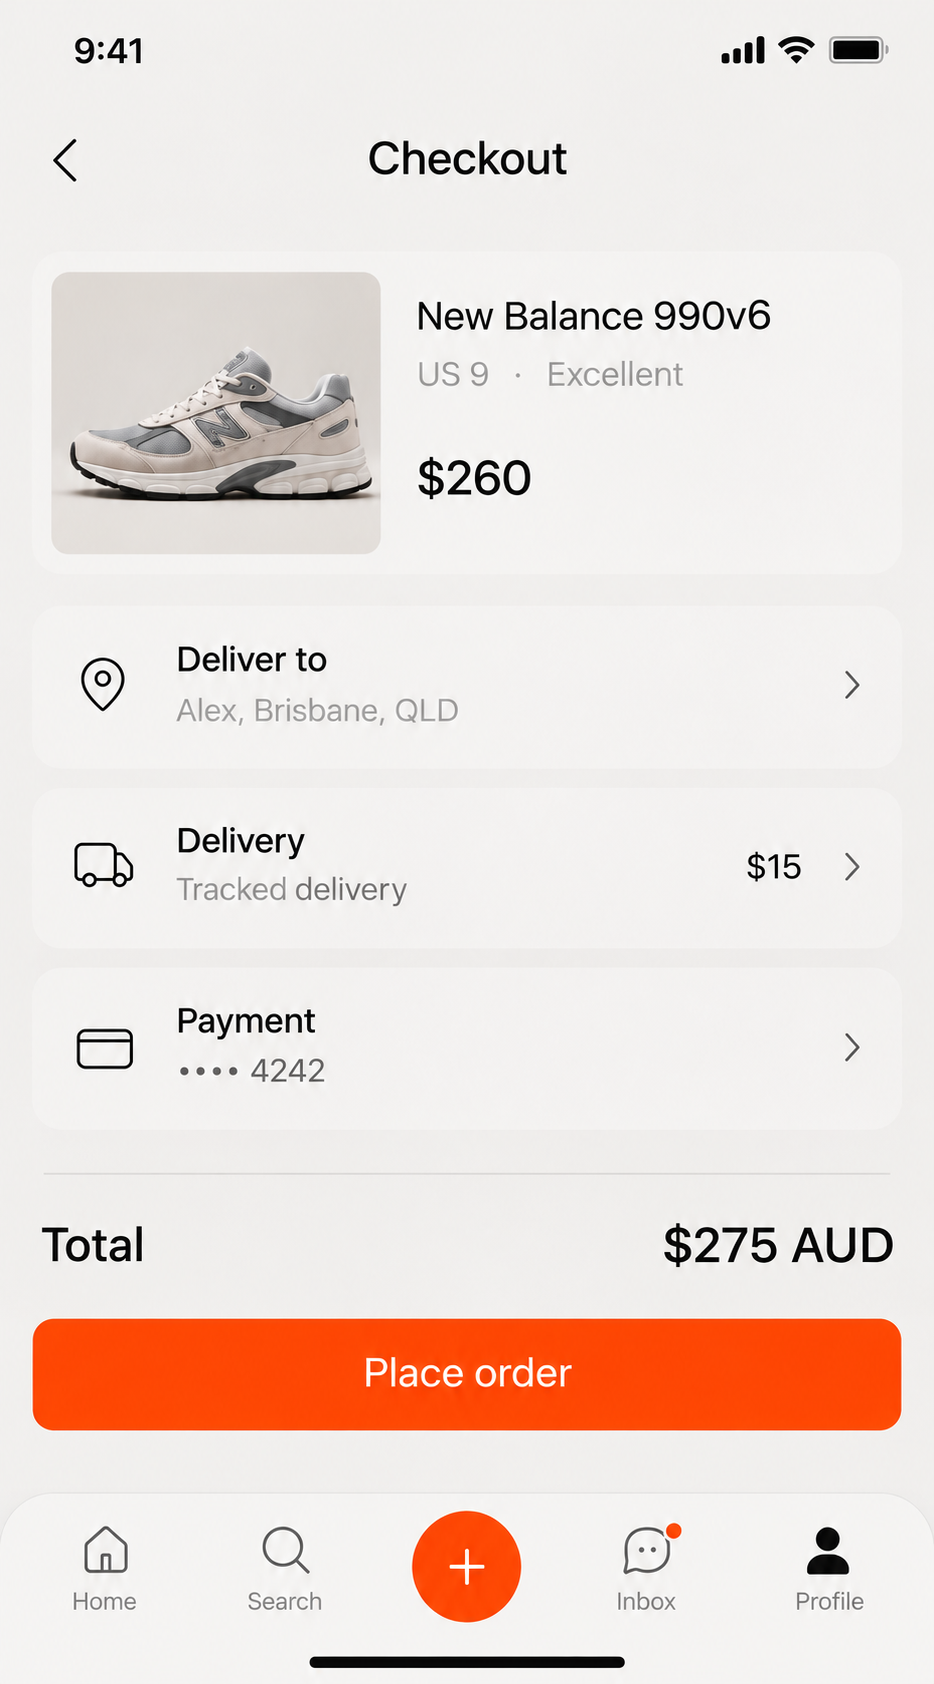 9:41
Checkout
New Balance 990v6
US 9 · Excellent
$260
Deliver to
Alex, Brisbane, QLD
Delivery
Tracked delivery
$15
Payment
•••• 4242
Total
$275 AUD
Place order
Home
Search
Inbox
Profile